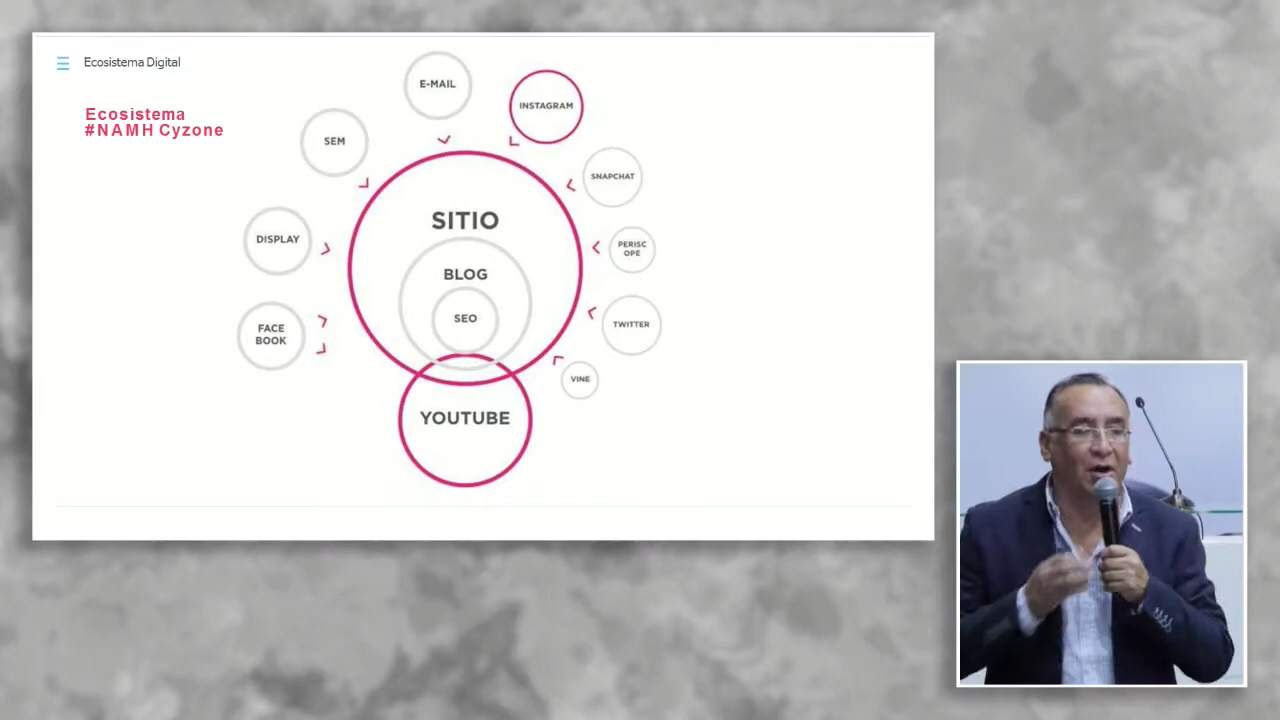 Ecosistema Digital
Ecosistema
#NAMH Cyzone
E-MAIL
INSTAGRAM
SEM
SNAPCHAT
SITIO
DISPLAY
PERISC
OPE
BLOG
SEO
TWITTER
FACE
BOOK
VINE
YOUTUBE